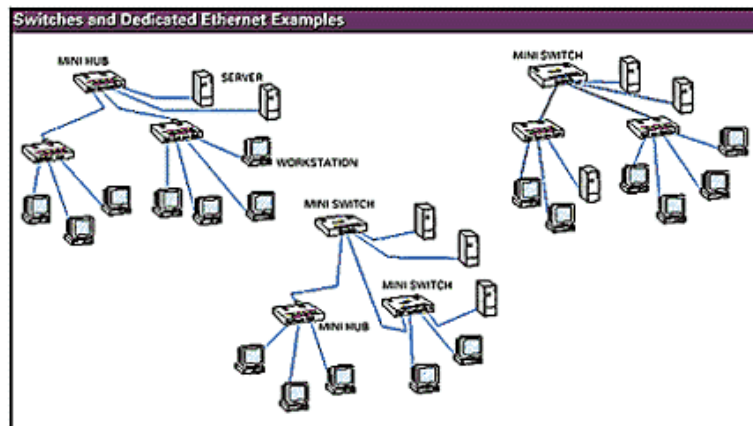 Switches and Dedicated Ethernet Examples
MINI HUB
SERVER
WORKSTATION
MINI SWITCH
MINI SWITCH
MINI SWITCH
MINI HUB